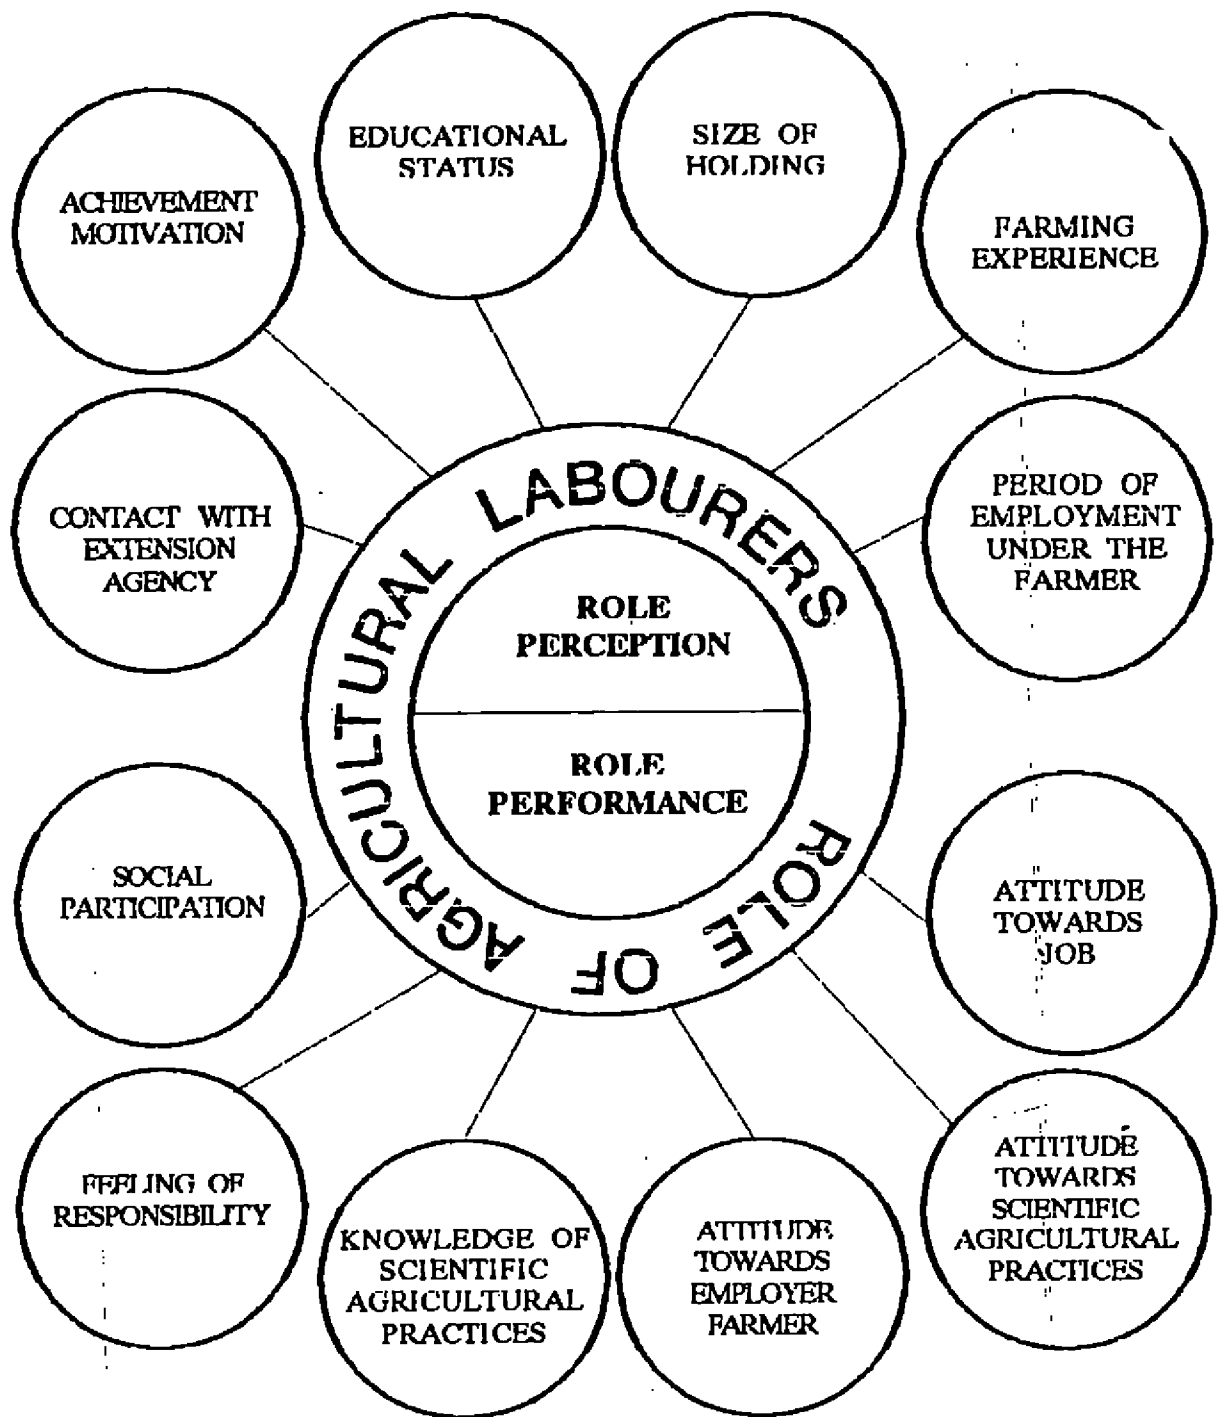 EDUCATIONAL
STATUS
SIZE OF
HOLDING
ACHIEVEMENT
MOTIVATION
FARMING
EXPERIENCE
CONTACT WITH
EXTENSION
AGENCY
PERIOD OF
EMPLOYMENT
UNDER THE
FARMER
ROLE OF AGRICULTURAL LABOURERS
ROLE
PERCEPTION
ROLE
PERFORMANCE
SOCIAL
PARTICIPATION
ATTITUDE
TOWARDS
JOB
FEELING OF
RESPONSIBILITY
KNOWLEDGE OF
SCIENTIFIC
AGRICULTURAL
PRACTICES
ATTITUDE
TOWARDS
EMPLOYER
FARMER
ATTITUDE
TOWARDS
SCIENTIFIC
AGRICULTURAL
PRACTICES